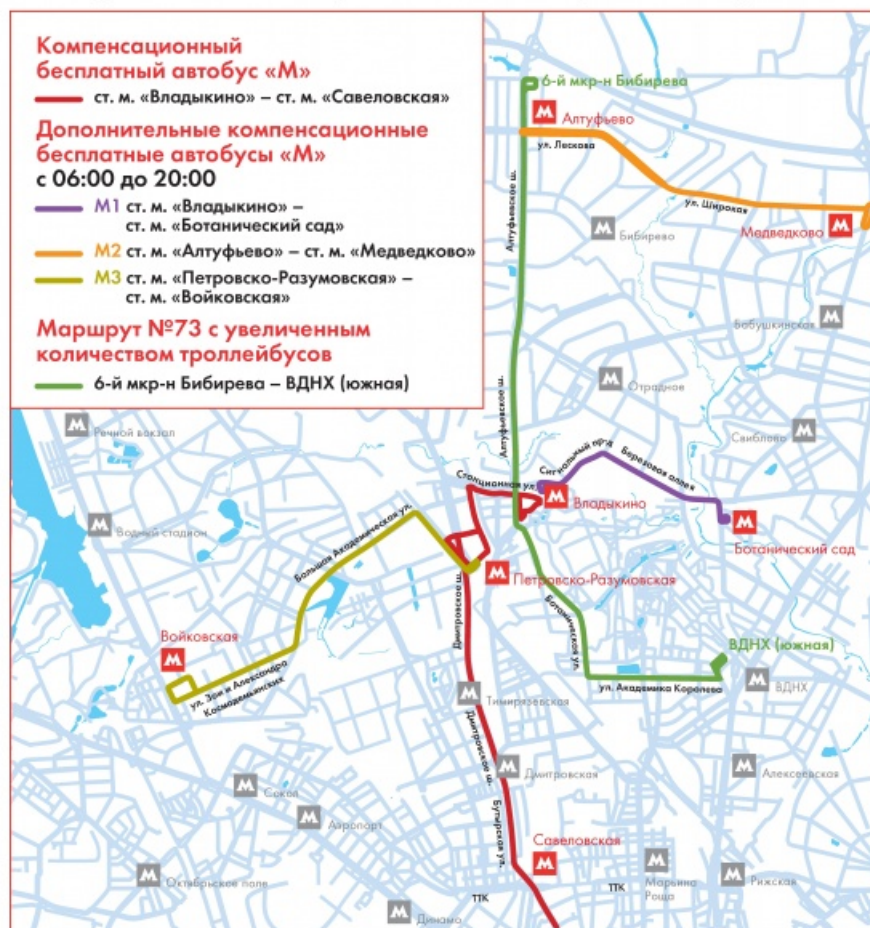 Компенсационный
бесплатный автобус «М»
ст. м. «Владыкино» – ст. м. «Савеловская»
Дополнительные компенсационные
бесплатные автобусы «М»
с 06:00 до 20:00
М1 ст. м. «Владыкино» –
ст. м. «Ботанический сад»
М2 ст. м. «Алтуфьево» – ст. м. «Медведково»
М3 ст. м. «Петровско-Разумовская» –
ст. м. «Войковская»
Маршрут №73 с увеличенным
количеством троллейбусов
6-й мкр-н Бибирева – ВДНХ (южная)
6-й мкр-н Бибирева
М Алтуфьево
ул. Лескова
ул. Широкая
Алтуфьевское ш.
М Бибирево
Медведково М
Бабушкинская М
М Отрадное
Алтуфьевское ш.
М Речной вокзал
Свиблово М
Сигнальный пр-д
Березовая аллея
Станционная ул.
М Владыкино
М Водный стадион
М Ботанический сад
Большая Академическая ул.
М Петровско-Разумовская
Дмитровское ш.
Ботаническая ул.
Войковская М
ВДНХ (южная)
ул. Зои и Александра
Космодемьянских
ул. Академика Королева
М ВДНХ
М Тимирязевская
Дмитровское ш.
М Дмитровская
М Алексеевская
М Сокол
М Аэропорт
Бутырская ул.
Савеловская М
М Октябрьское поле
ТТК
ТТК
М Марьина
Роща
М Рижская
М Динамо